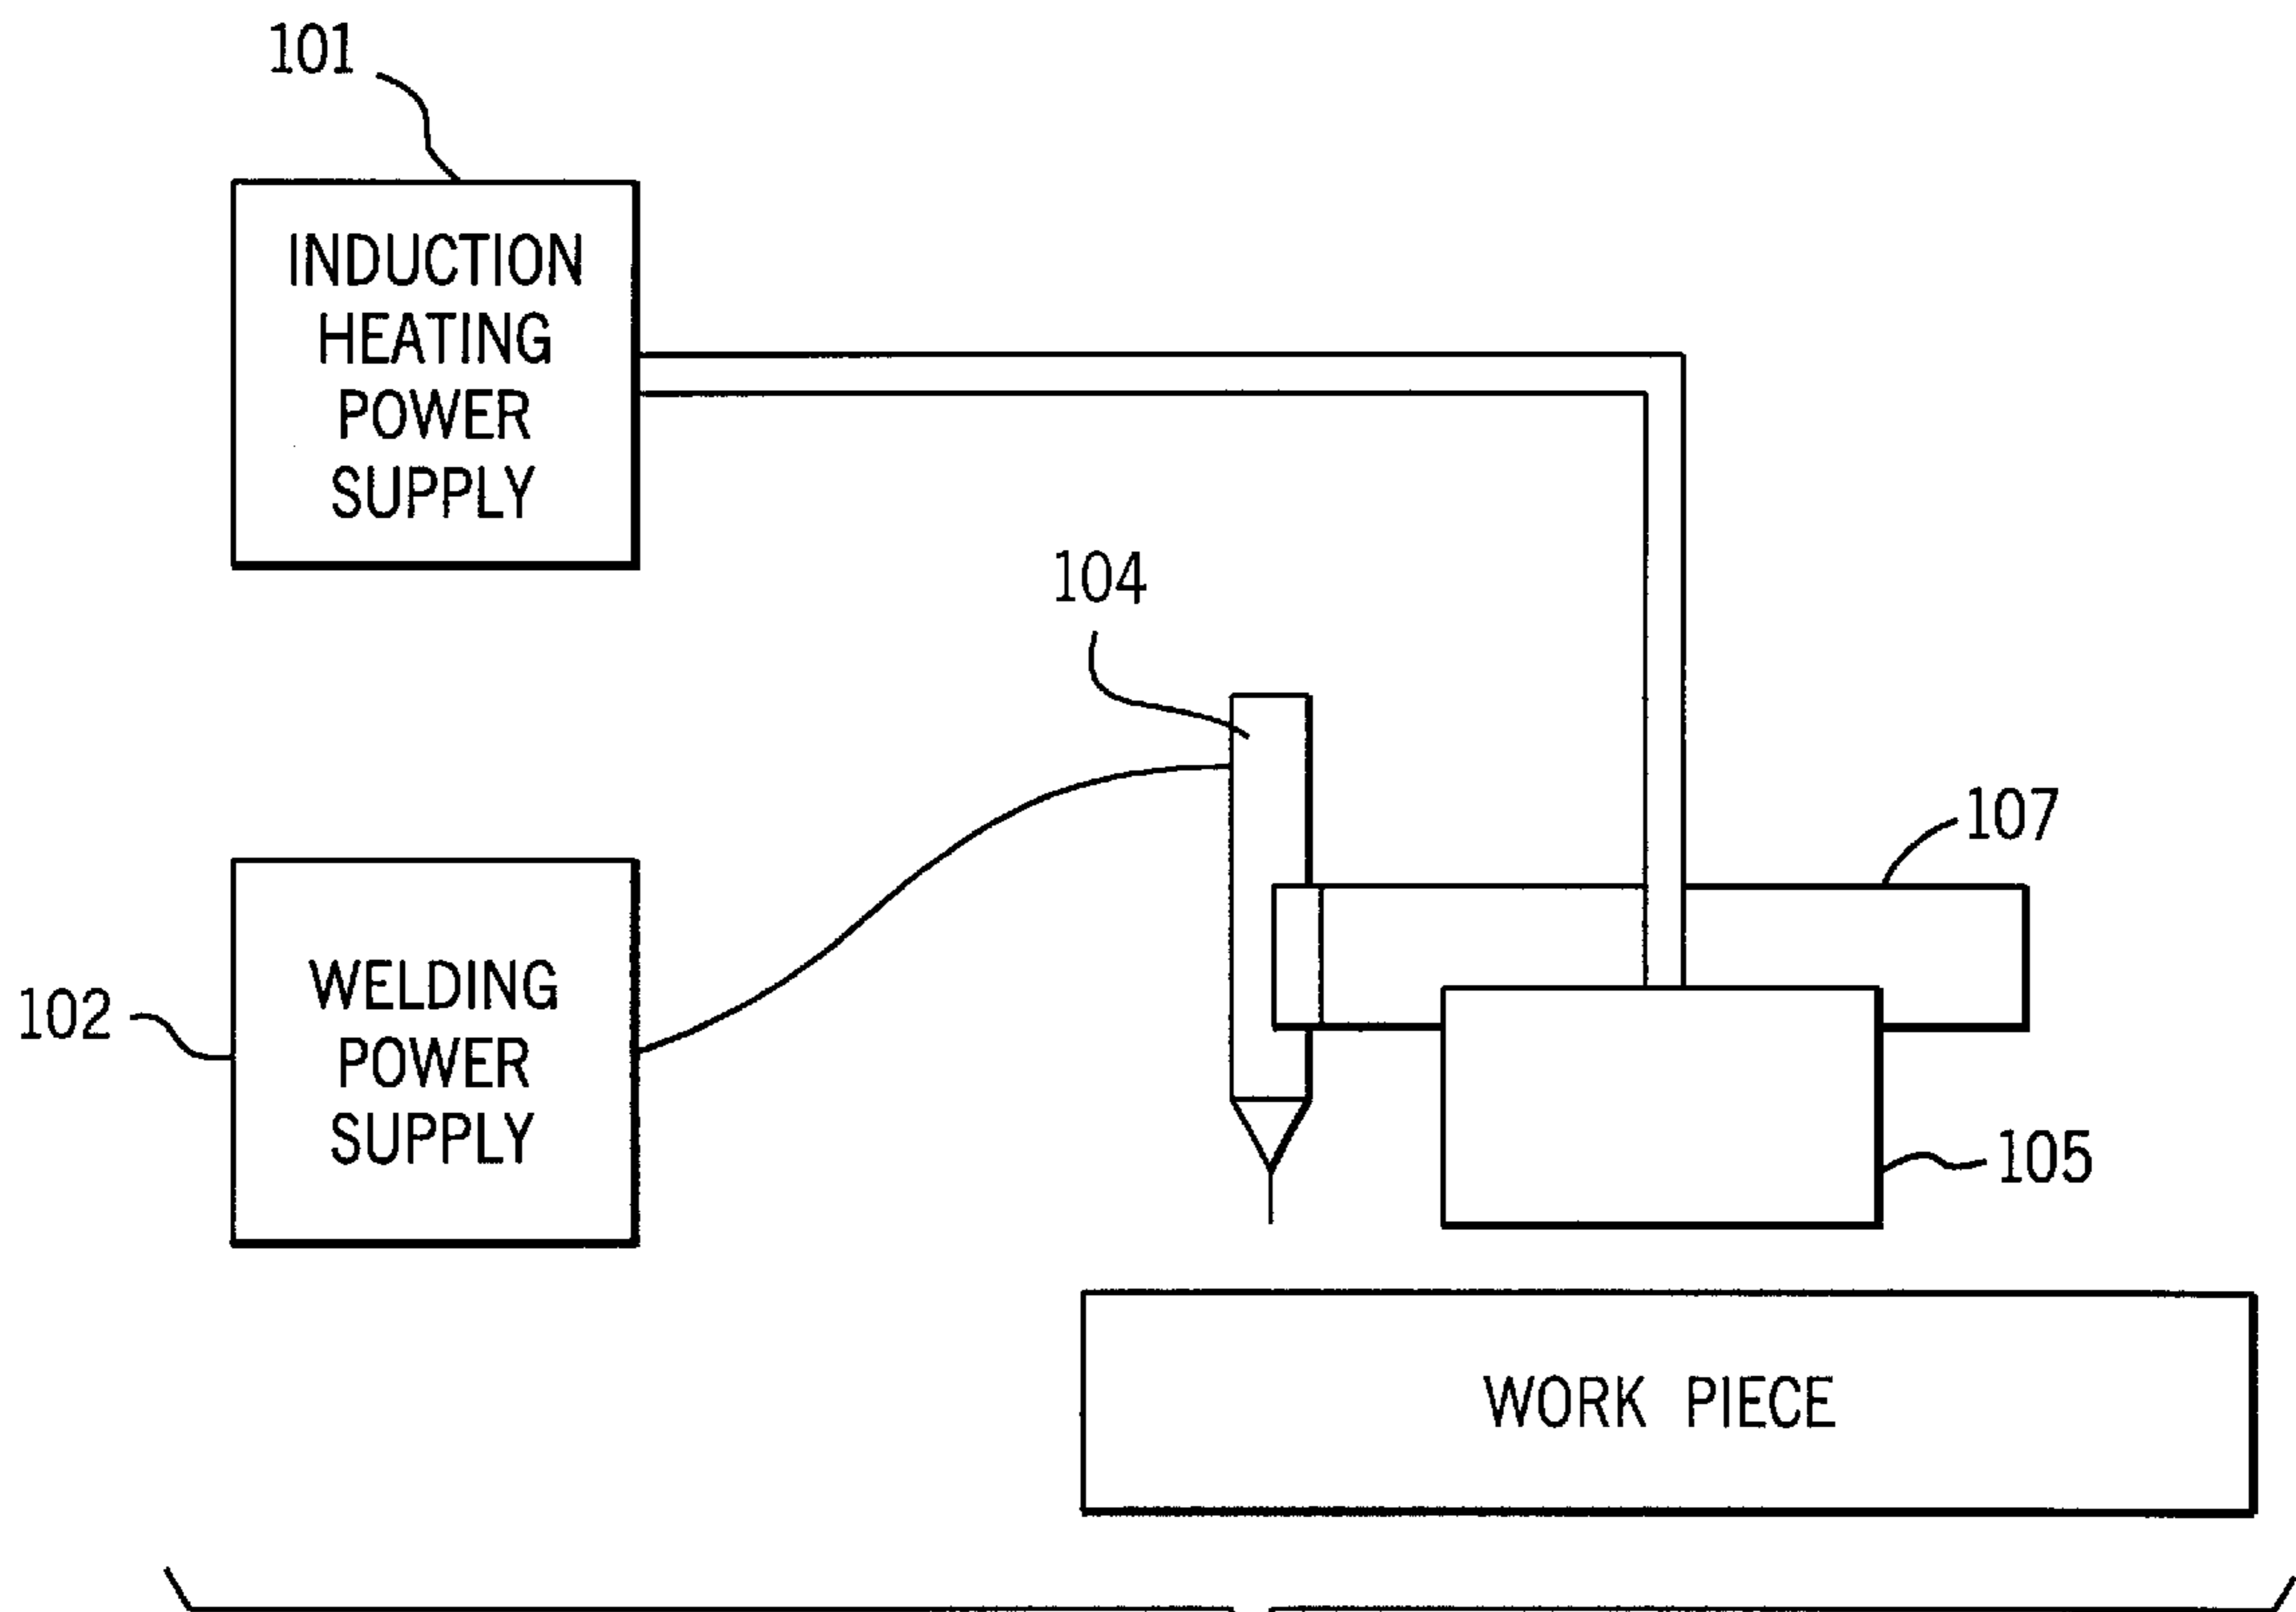 101
INDUCTION
HEATING
POWER
SUPPLY
104
107
102
WELDING
POWER
SUPPLY
105
WORK PIECE